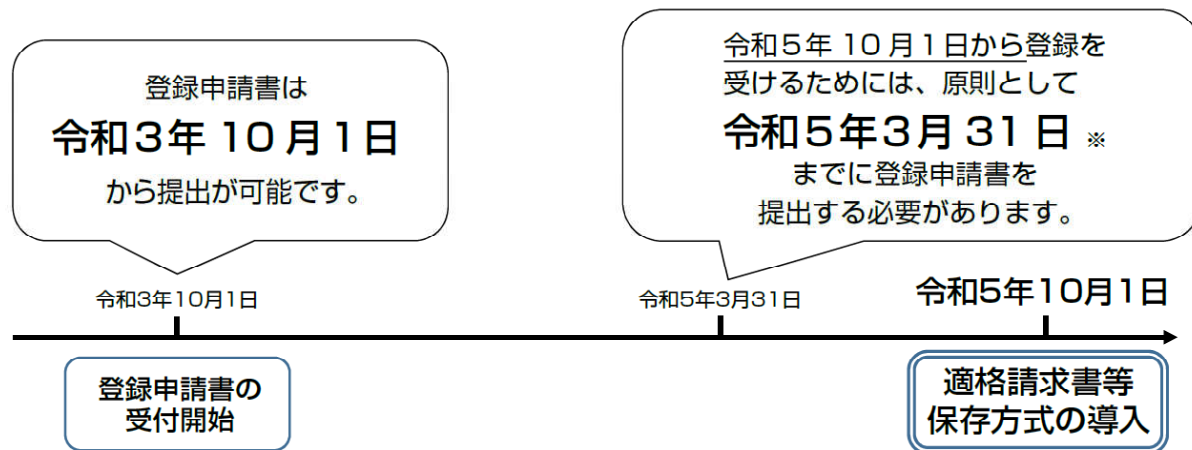 登録申請書は
令和3年 10 月1日
から提出が可能です。
令和5年 10 月1日から登録を
受けるためには、原則として
令和5年3月 31 日 ※
までに登録申請書を
提出する必要があります。
令和3年10月1日
令和5年3月31日
令和5年10月1日
登録申請書の
受付開始
適格請求書等
保存方式の導入